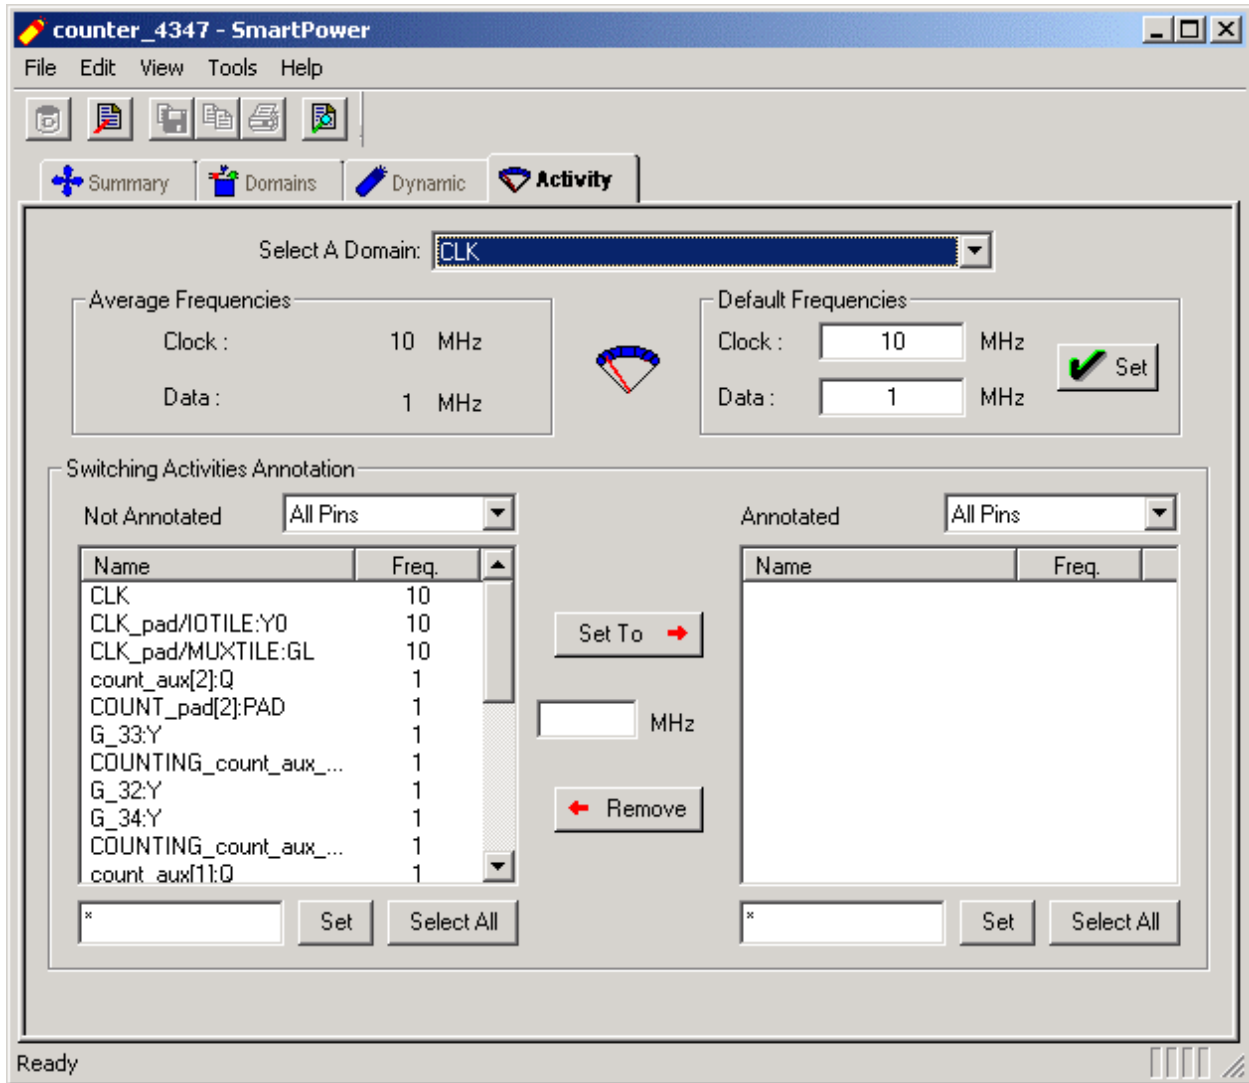 counter_4347 - SmartPower
File Edit View Tools Help
Summary Domains Dynamic Activity
Select A Domain: CLK
Average Frequencies
Clock : 10 MHz
Data : 1 MHz
Default Frequencies
Clock : 10 MHz
Data : 1 MHz
Set
Switching Activities Annotation
Not Annotated All Pins
Name Freq.
CLK 10
CLK_pad/IOTILE:Y0 10
CLK_pad/MUXTILE:GL 10
count_aux[2]:Q 1
COUNT_pad[2]:PAD 1
G_33:Y 1
COUNTING_count_aux_... 1
G_32:Y 1
G_34:Y 1
COUNTING_count_aux_... 1
count_aux[1]:Q 1
* Set Select All
Set To
MHz
Remove
Annotated All Pins
Name Freq.
* Set Select All
Ready